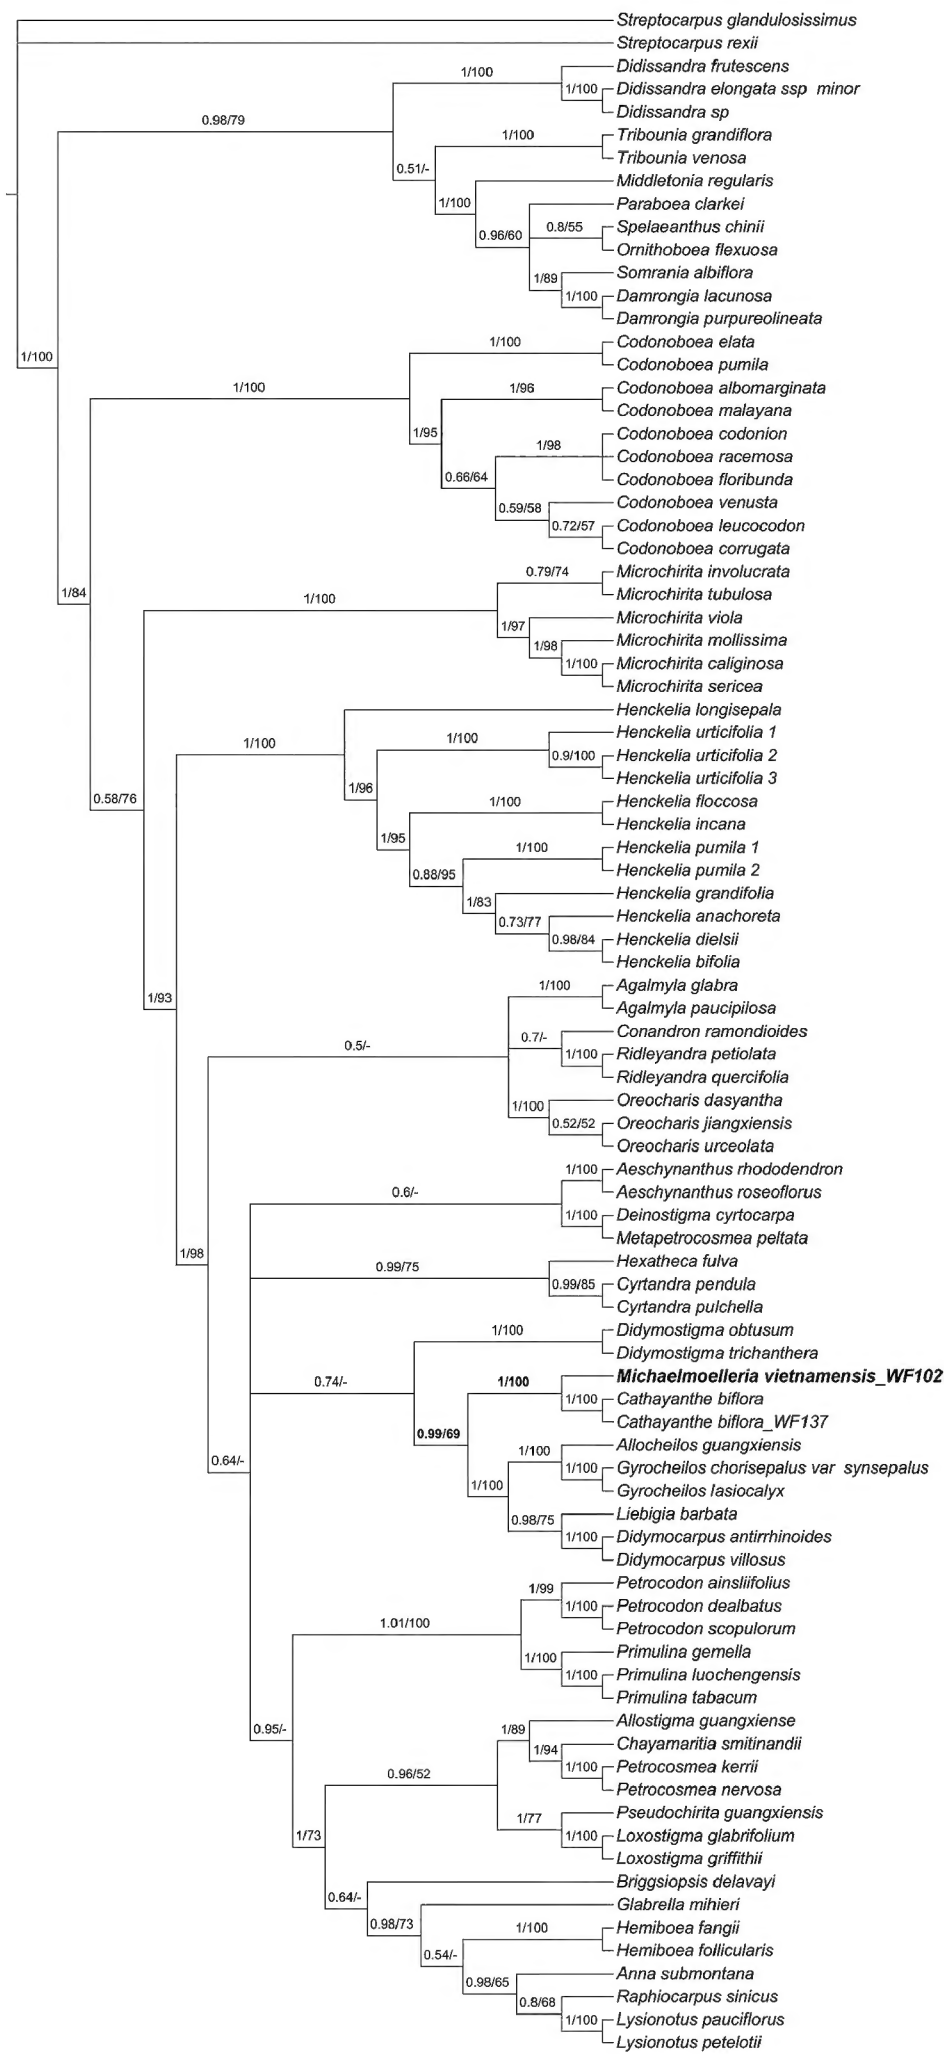 Streptocarpus glandulosissimus
Streptocarpus rexii
Didissandra frutescens
1/100
1/100
Didissandra elongata ssp minor
Didissandra sp
0.98/79
Tribounia grandiflora
1/100
Tribounia venosa
0.51/-
Middletonia regularis
1/100
Paraboea clarkei
0.8/55
Spelaeanthus chinii
0.96/60
Ornithoboea flexuosa
Somrania albiflora
1/89
1/100
Damrongia lacunosa
Damrongia purpureolineata
Codonoboea elata
1/100
1/100
Codonoboea pumila
1/100
1/96
Codonoboea albomarginata
Codonoboea malayana
1/95
Codonoboea codonion
1/98
Codonoboea racemosa
0.66/64
Codonoboea floribunda
Codonoboea venusta
0.59/58
0.72/57
Codonoboea leucocodon
Codonoboea corrugata
0.79/74
Microchirita involucrata
1/84
Microchirita tubulosa
1/100
Microchirita viola
1/97
Microchirita mollissima
1/98
1/100
Microchirita caliginosa
Microchirita sericea
Henckelia longisepala
Henckelia urticifolia 1
1/100
1/100
0.9/100
Henckelia urticifolia 2
Henckelia urticifolia 3
1/96
0.58/76
1/100
Henckelia floccosa
Henckelia incana
1/95
1/100
Henckelia pumila 1
Henckelia pumila 2
0.88/95
Henckelia grandifolia
1/83
Henckelia anachoreta
0.73/77
0.98/84
Henckelia dielsii
Henckelia bifolia
1/100
Agalmyla glabra
1/93
Agalmyla paucipilosa
Conandron ramondioides
0.7/-
0.5/-
1/100
Ridleyandra petiolata
Ridleyandra quercifolia
Oreocharis dasyantha
1/100
0.52/52
Oreocharis jiangxiensis
Oreocharis urceolata
1/100
Aeschynanthus rhododendron
0.6/-
Aeschynanthus roseoflorus
1/100
Deinostigma cyrtocarpa
Metapetrocosmea peltata
1/98
Hexatheca fulva
0.99/75
0.99/85
Cyrtandra pendula
Cyrtandra pulchella
1/100
Didymostigma obtusum
Didymostigma trichanthera
0.74/-
1/100
Michaelmoelleria vietnamensis_WF102
1/100
Cathayanthe biflora
Cathayanthe biflora_WF137
0.99/69
1/100
Allocheilos guangxiensis
0.64/-
1/100
Gyrocheilos chorisepalus var synsepalus
1/100
Gyrocheilos lasiocalyx
Liebigia barbata
0.98/75
1/100
Didymocarpus antirrhinoides
Didymocarpus villosus
1/99
Petrocodon ainsliifolius
1/100
Petrocodon dealbatus
1.01/100
Petrocodon scopulorum
Primulina gemella
1/100
1/100
Primulina luochengensis
Primulina tabacum
Allostigma guangxiense
0.95/-
1/89
Chayamaritia smitinandii
1/94
1/100
Petrocosmea kerrii
0.96/52
Petrocosmea nervosa
Pseudochirita guangxiensis
1/77
1/100
Loxostigma glabrifolium
1/73
Loxostigma griffithii
Briggsiopsis delavayi
0.64/-
Glabrella mihieri
0.98/73
1/100
Hemiboea fangii
Hemiboea follicularis
0.54/-
Anna submontana
0.98/65
Raphiocarpus sinicus
0.8/68
1/100
Lysionotus pauciflorus
Lysionotus petelotii